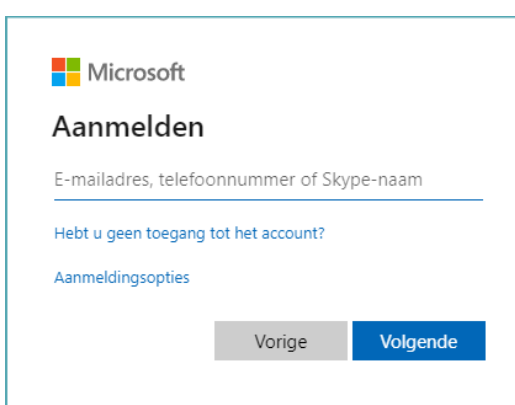 Microsoft
Aanmelden
E-mailadres, telefoonnummer of Skype-naam
Hebt u geen toegang tot het account?
Aanmeldingsopties
Vorige
Volgende